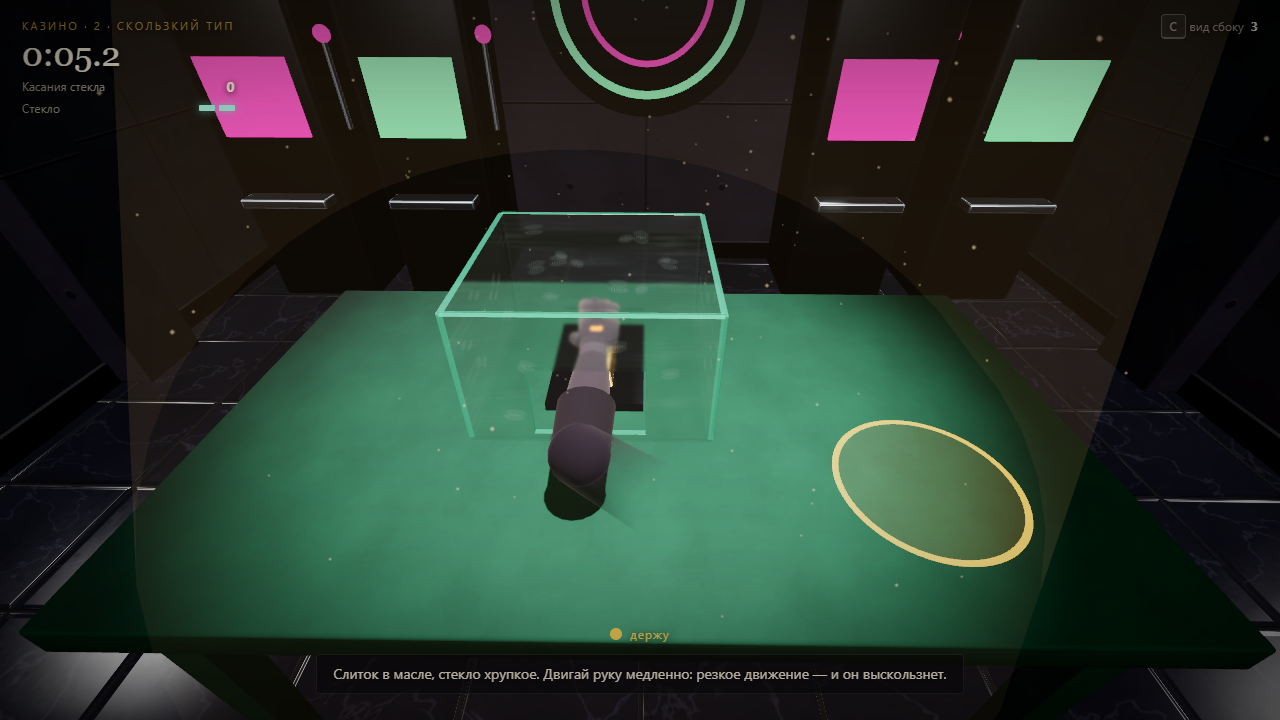 КАЗИНО · 2 · СКОЛЬЗКИЙ ТИП
0:05.2
Касания стекла 0
Стекло
C вид сбоку 3
держу
Слиток в масле, стекло хрупкое. Двигай руку медленно: резкое движение — и он выскользнет.